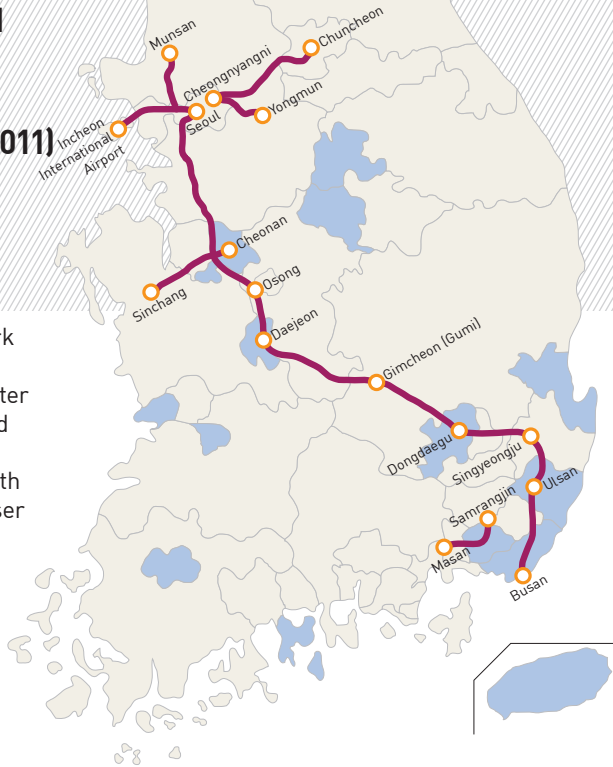 Munsan
Chuncheon
Cheongnyangni
Yongmun
Seoul
Incheon
International
Airport
011)
Cheonan
Osong
Sinchang
Daejeon
rk
Gimcheon (Gumi)
ter
d
Dongdaegu
Singyeongju
th
ser
Ulsan
Samrangjin
Masan
Busan